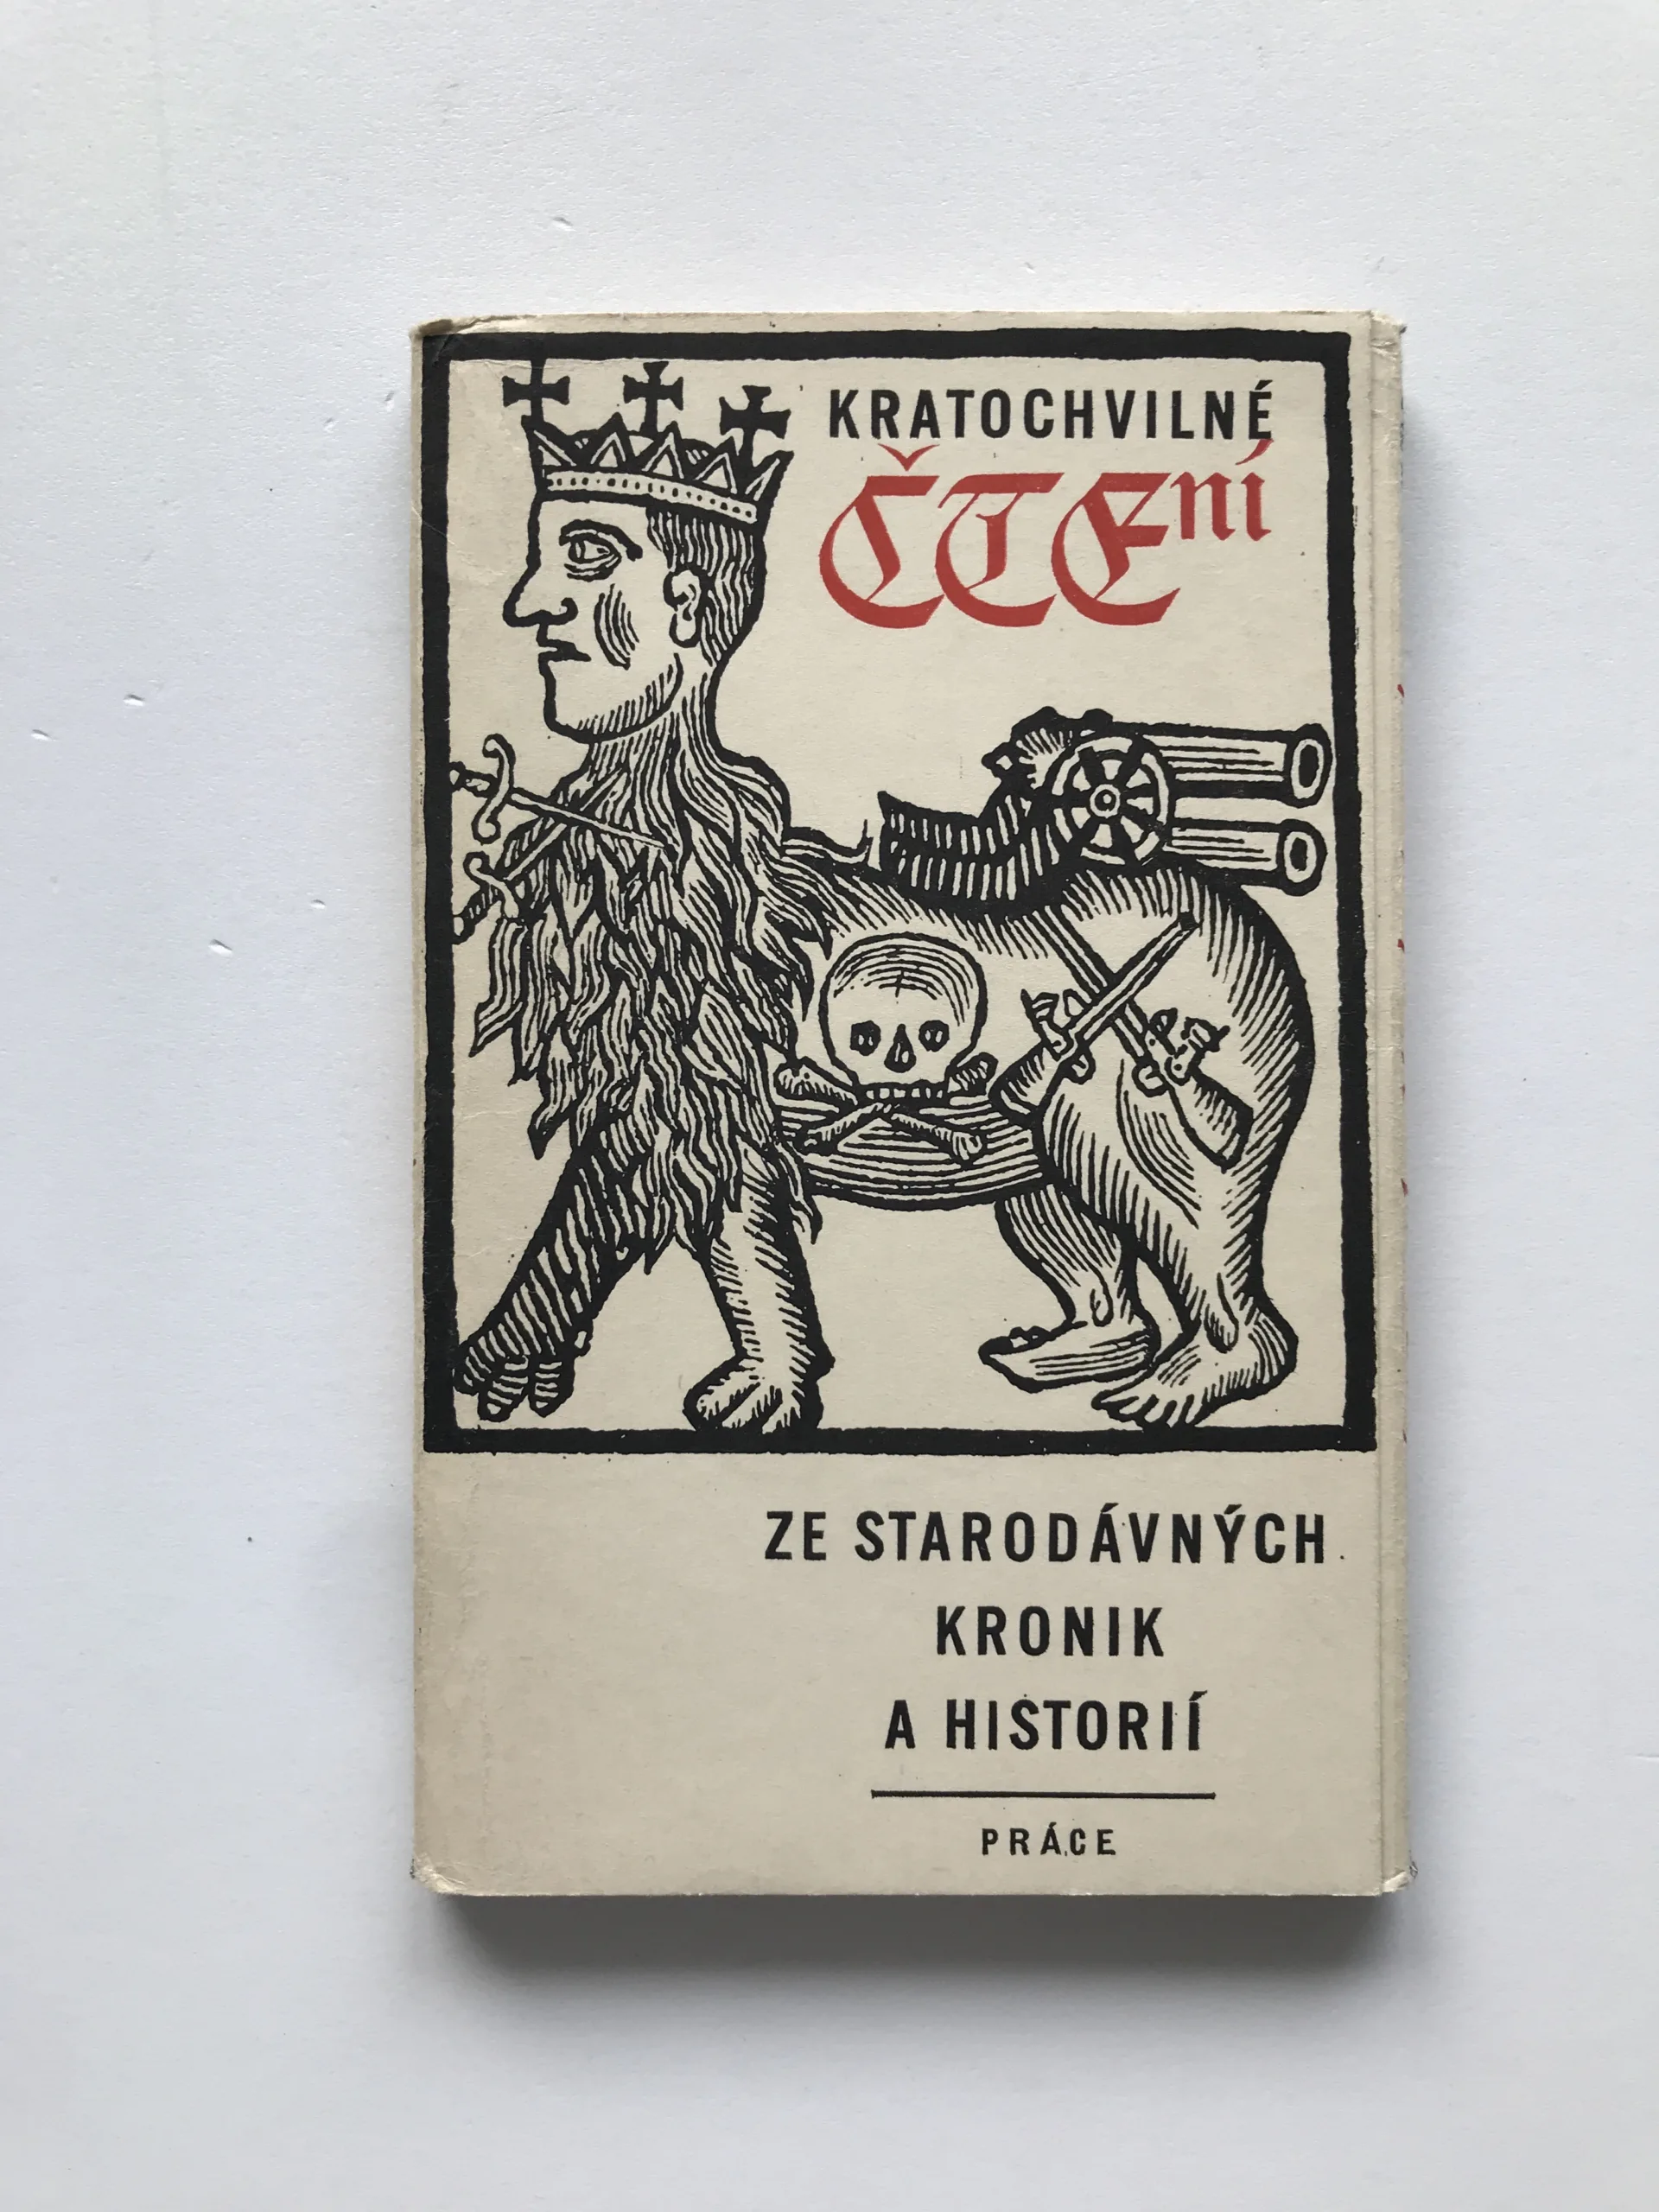 KRATOCHVILNÉ
ČTEní
ZE STARODÁVNÝCH
KRONIK
A HISTORIÍ
PRÁCE